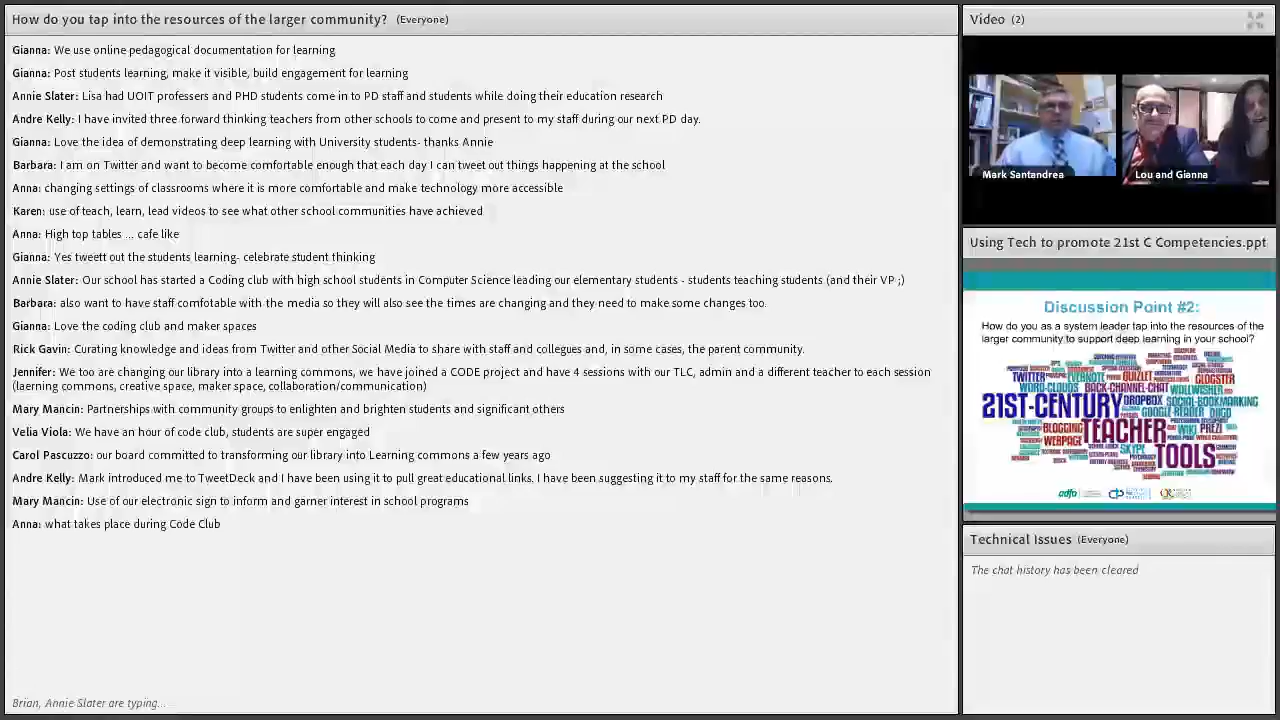 How do you tap into the resources of the larger community? (Everyone)
Gianna: We use online pedagogical documentation for learning
Gianna: Post students learning, make it visible, build engagement for learning
Annie Slater: Lisa had UOIT professers and PHD students come in to PD staff and students while doing their education research
Andre Kelly: I have invited three forward thinking teachers from other schools to come and present to my staff during our next PD day.
Gianna: Love the idea of demonstrating deep learning with University students- thanks Annie
Barbara: I am on Twitter and want to become comfortable enough that each day I can tweet out things happening at the school
Anna: changing settings of classrooms where it is more comfortable and make technology more accessible
Karen: use of teach, learn, lead videos to see what other school communities have achieved
Anna: High top tables ... cafe like
Gianna: Yes tweett out the students learning- celebrate student thinking
Annie Slater: Our school has started a Coding club with high school students in Computer Science leading our elementary students - students teaching students (and their VP ;)
Barbara: also want to have staff comfotable with the media so they will also see the times are changing and they need to make some changes too.
Gianna: Love the coding club and maker spaces
Rick Gavin: Curating knowledge and ideas from Twitter and other Social Media to share with staff and collegues and, in some cases, the parent community.
Jennifer: We too are changing our library into a learning commons, we have joined a CODE project and have 4 sessions with our TLC, admin and a different teacher to each session
(laerning commons, creative space, maker space, collaboration/communication)
Mary Mancin: Partnerships with community groups to enlighten and brighten students and significant others
Velia Viola: We have an hour of code club, students are super engaged
Carol Pascuzzo: our board committed to transforming our library into Learning commons a few years ago
Andre Kelly: Mark introduced me to TweetDeck and I have been using it to pull great educational links. I have been suggesting it to my staff for the same reasons.
Mary Mancin: Use of our electronic sign to inform and garner interest in school programs
Anna: what takes place during Code Club
Brian, Annie Slater are typing...
Video (2)
Mark Santandrea
Lou and Gianna
Using Tech to promote 21st C Competencies.ppt
Discussion Point #2:
How do you as a system leader tap into the resources of the
larger community to support deep learning in your school?
TWITTER
EVERNOTE
QUIZLET
GLOGSTER
WORD-CLOUDS
BACK-CHANNEL-CHAT
WALLWISHER
21ST-CENTURY
DROPBOX
SOCIAL-BOOKMARKING
GOOGLE-READER
DIIGO
BLOGGING
TEACHER
WIKI
PREZI
WEBPAGE
SKYPE
TOOLS
adfo
Technical Issues (Everyone)
The chat history has been cleared